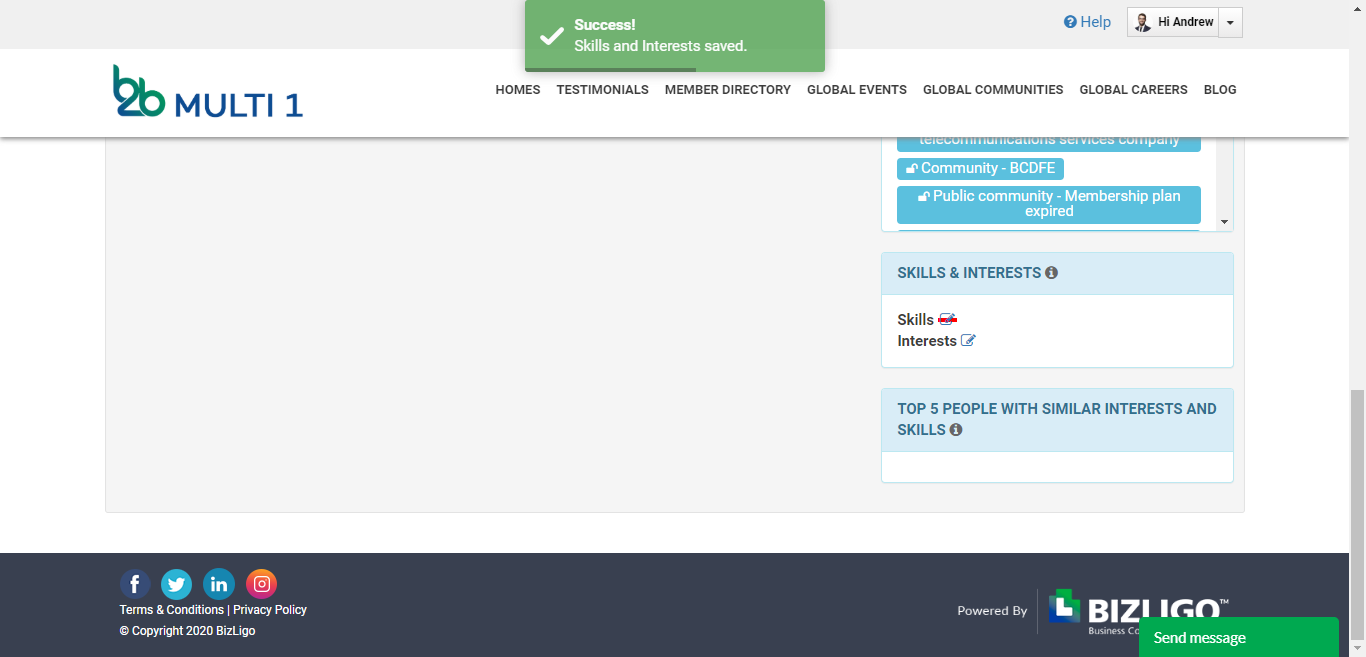 Success!
Skills and Interests saved.
Help
Hi Andrew
b2b MULTI 1
HOMES TESTIMONIALS MEMBER DIRECTORY GLOBAL EVENTS GLOBAL COMMUNITIES GLOBAL CAREERS BLOG
telecommunications services company
Community - BCDFE
Public community - Membership plan
expired
SKILLS & INTERESTS
Skills
Interests
TOP 5 PEOPLE WITH SIMILAR INTERESTS AND
SKILLS
Terms & Conditions | Privacy Policy
© Copyright 2020 BizLigo
Powered By
BIZLIGO™
Business
Send message